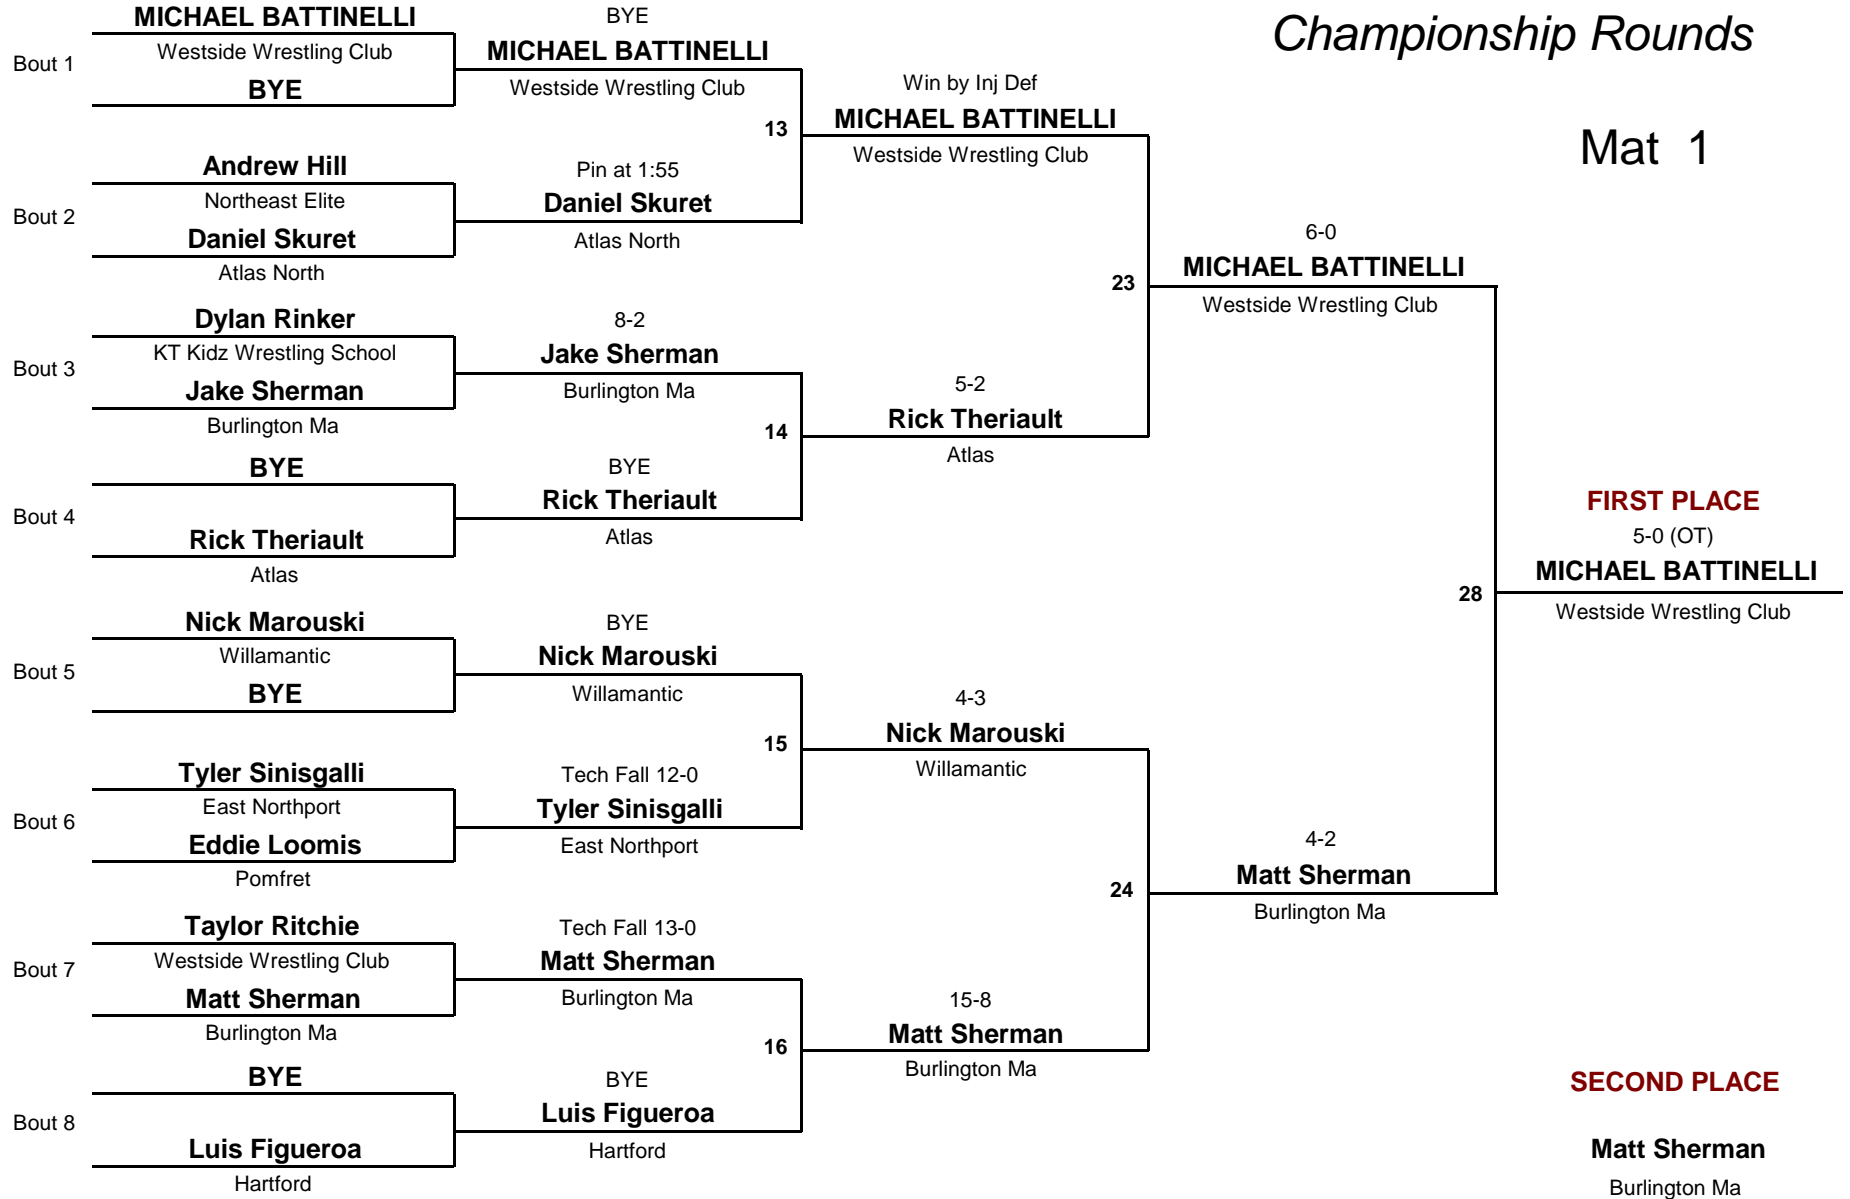 Championship Rounds
Mat 1
Bout 1
MICHAEL BATTINELLI
Westside Wrestling Club
BYE
Bout 2
Andrew Hill
Northeast Elite
Daniel Skuret
Atlas North
Bout 3
Dylan Rinker
KT Kidz Wrestling School
Jake Sherman
Burlington Ma
Bout 4
BYE
Rick Theriault
Atlas
Bout 5
Nick Marouski
Willamantic
BYE
Bout 6
Tyler Sinisgalli
East Northport
Eddie Loomis
Pomfret
Bout 7
Taylor Ritchie
Westside Wrestling Club
Matt Sherman
Burlington Ma
Bout 8
BYE
Luis Figueroa
Hartford
BYE
MICHAEL BATTINELLI
Westside Wrestling Club
13
Pin at 1:55
Daniel Skuret
Atlas North
8-2
Jake Sherman
Burlington Ma
14
BYE
Rick Theriault
Atlas
BYE
Nick Marouski
Willamantic
15
Tech Fall 12-0
Tyler Sinisgalli
East Northport
Tech Fall 13-0
Matt Sherman
Burlington Ma
16
BYE
Luis Figueroa
Hartford
Win by Inj Def
MICHAEL BATTINELLI
Westside Wrestling Club
23
5-2
Rick Theriault
Atlas
4-3
Nick Marouski
Willamantic
24
15-8
Matt Sherman
Burlington Ma
6-0
MICHAEL BATTINELLI
Westside Wrestling Club
28
4-2
Matt Sherman
Burlington Ma
FIRST PLACE
5-0 (OT)
MICHAEL BATTINELLI
Westside Wrestling Club
SECOND PLACE
Matt Sherman
Burlington Ma